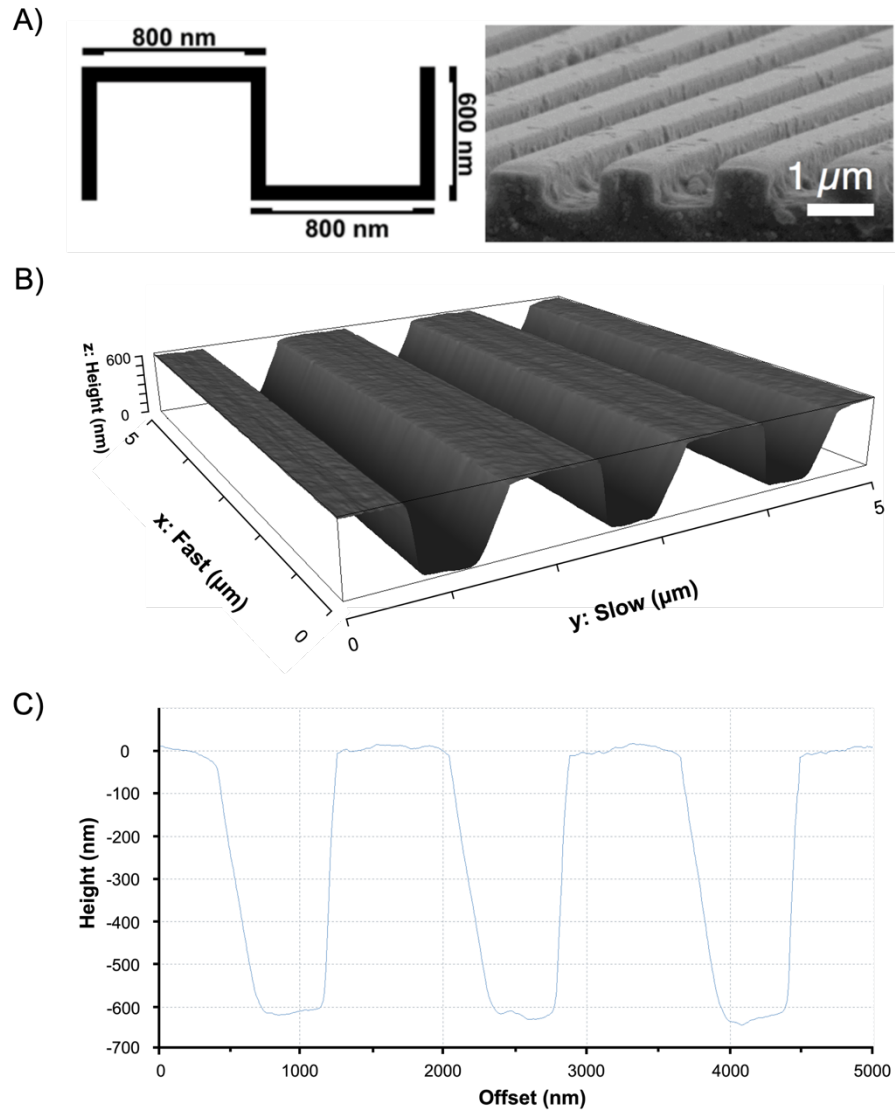 A)
800 nm
600 nm
800 nm
1 μm
B)
z: Height (nm)
600
0
5
x: Fast (μm)
0
0
y: Slow (μm)
5
C)
Height (nm)
0
-100
-200
-300
-400
-500
-600
-700
0
1000
2000
3000
4000
5000
Offset (nm)